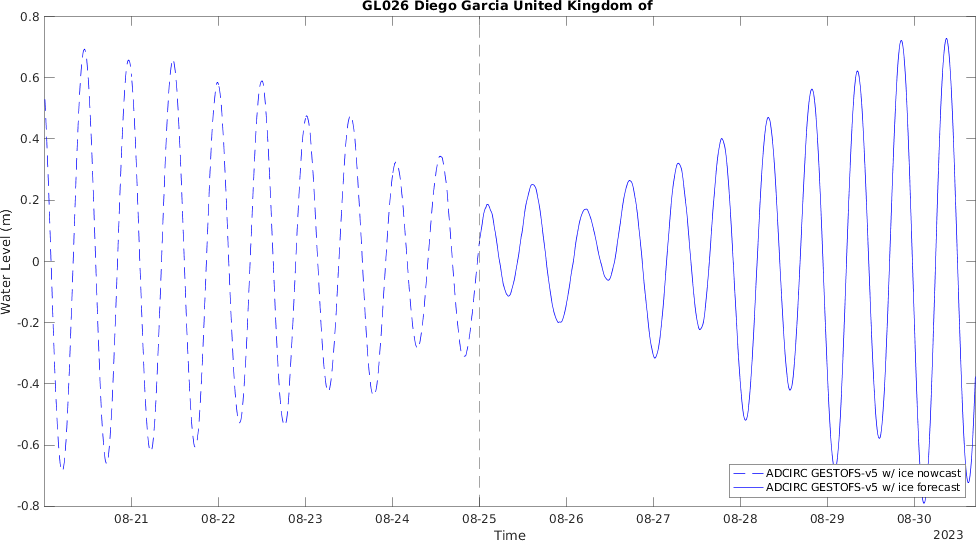 GL026 Diego Garcia United Kingdom of
0.8
0.6
0.4
0.2
0
-0.2
-0.4
-0.6
-0.8
Water Level (m)
ADCIRC GESTOFS-v5 w/ ice nowcast
ADCIRC GESTOFS-v5 w/ ice forecast
08-21 08-22 08-23 08-24 08-25 08-26 08-27 08-28 08-29 08-30
Time
2023